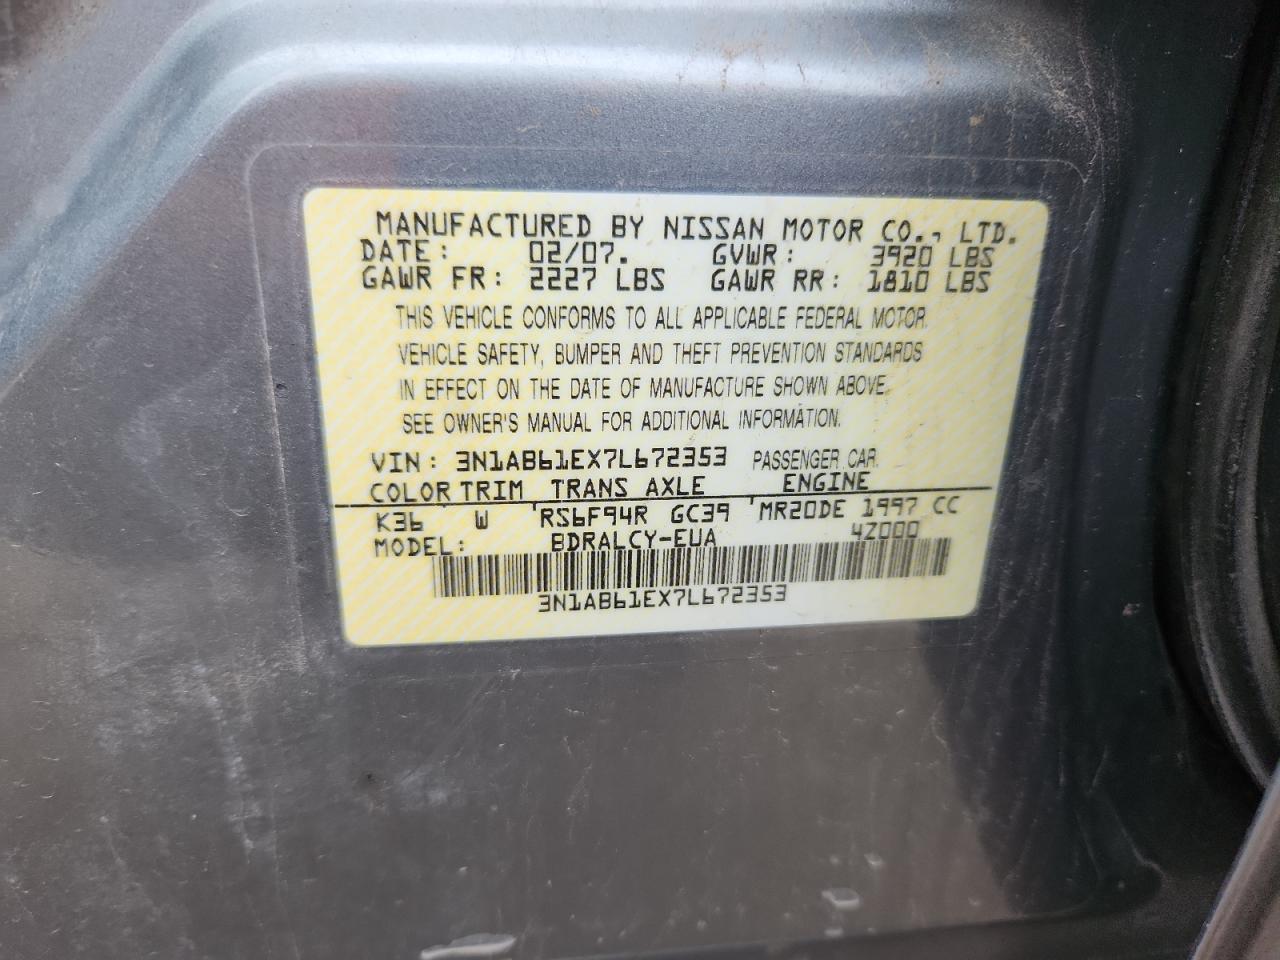 MANUFACTURED BY NISSAN MOTOR CO., LTD.
DATE: 02/07. GVWR: 3920 LBS
GAWR FR: 2227 LBS GAWR RR: 1810 LBS
THIS VEHICLE CONFORMS TO ALL APPLICABLE FEDERAL MOTOR
VEHICLE SAFETY, BUMPER AND THEFT PREVENTION STANDARDS
IN EFFECT ON THE DATE OF MANUFACTURE SHOWN ABOVE.
SEE OWNER'S MANUAL FOR ADDITIONAL INFORMATION.
VIN: 3N1AB61EX7L672353 PASSENGER CAR
COLOR TRIM TRANS AXLE ENGINE
K36 W RS6F94R GC39 MR20DE 1997 CC
MODEL: BDRALCY-EUA 4Z000
3N1AB61EX7L672353